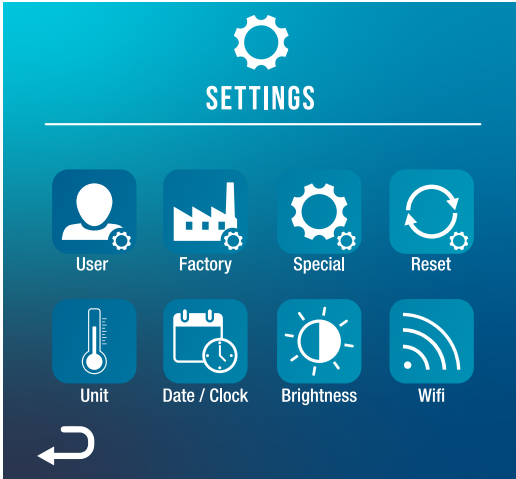 SETTINGS
User Factory Special Reset
Unit Date / Clock Brightness Wifi